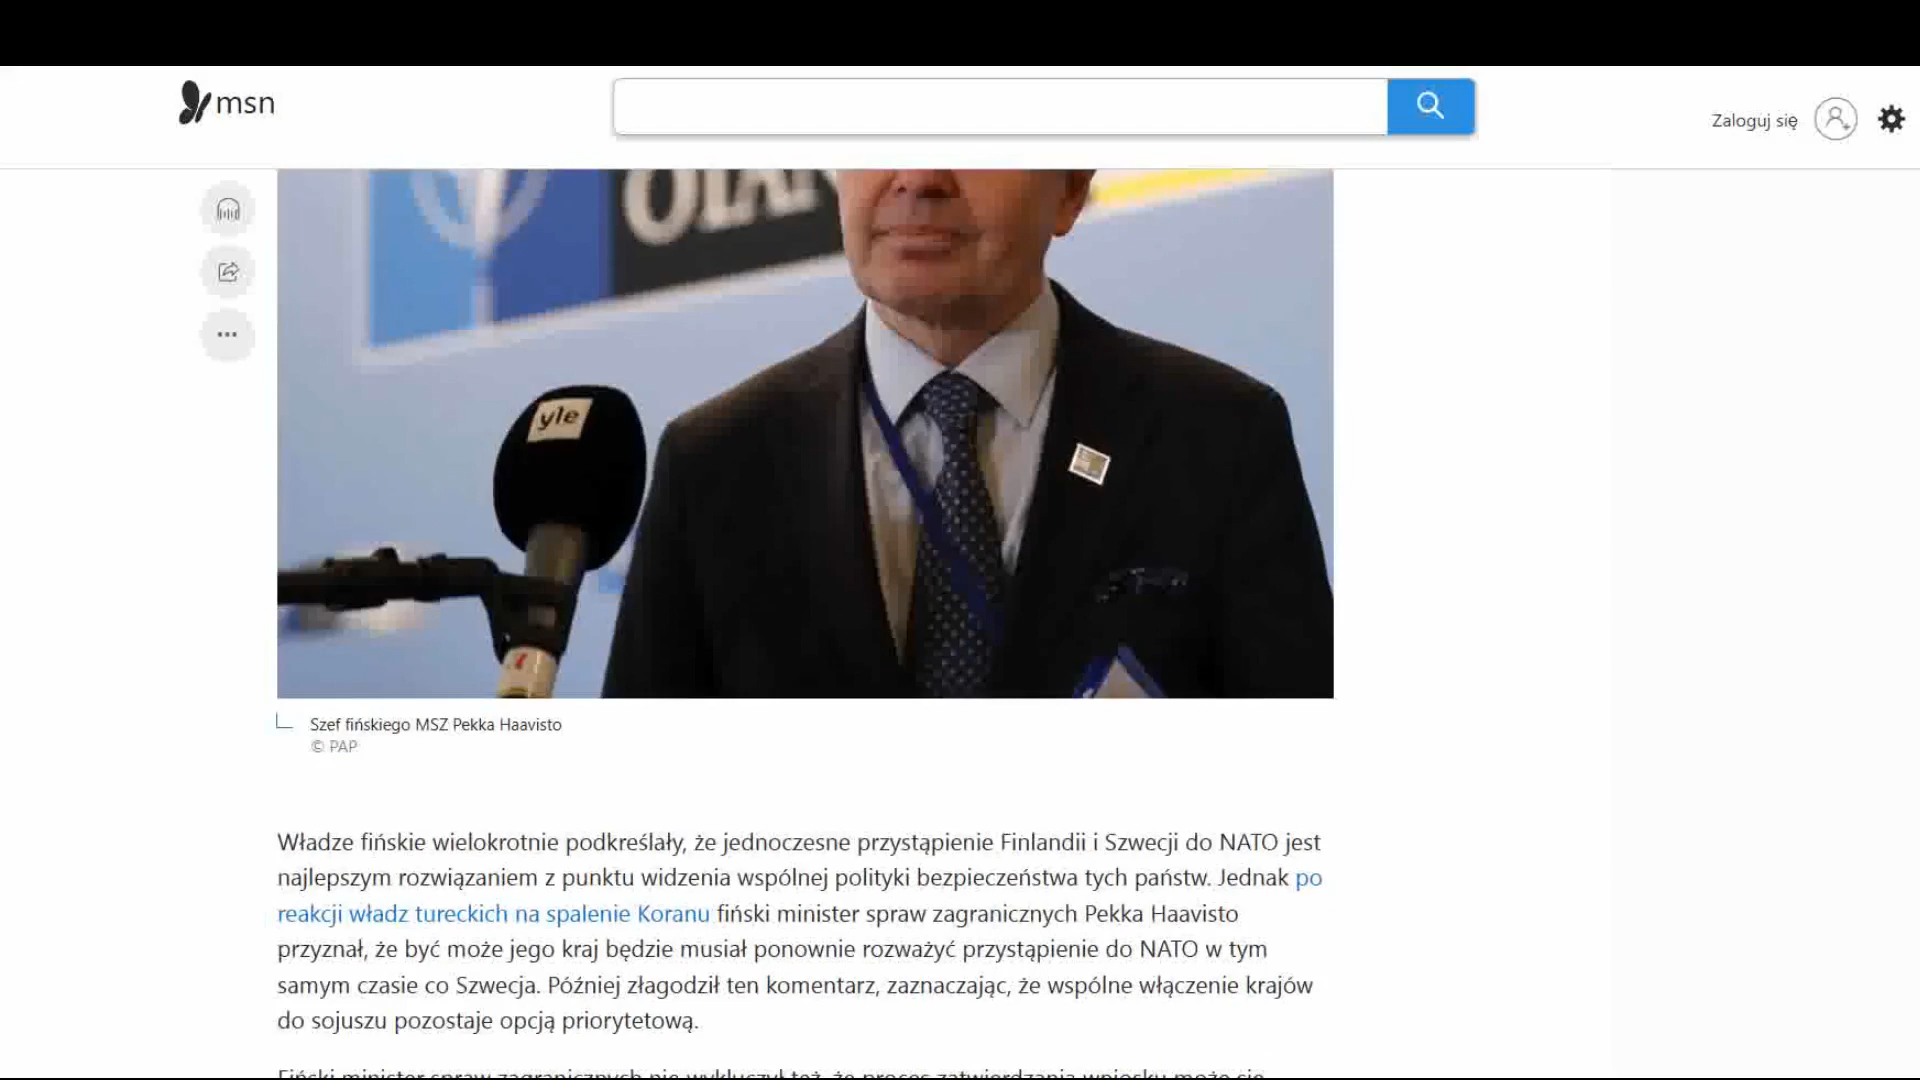 msn
Zaloguj się
OTAN
yle
Szef fińskiego MSZ Pekka Haavisto
© PAP
Władze fińskie wielokrotnie podkreślały, że jednoczesne przystąpienie Finlandii i Szwecji do NATO jest
najlepszym rozwiązaniem z punktu widzenia wspólnej polityki bezpieczeństwa tych państw. Jednak po
reakcji władz tureckich na spalenie Koranu fiński minister spraw zagranicznych Pekka Haavisto
przyznał, że być może jego kraj będzie musiał ponownie rozważyć przystąpienie do NATO w tym
samym czasie co Szwecja. Później złagodził ten komentarz, zaznaczając, że wspólne włączenie krajów
do sojuszu pozostaje opcją priorytetową.
Fiński minister spraw zagranicznych nie wykluczył też, że proces zatwierdzania wniosku może się